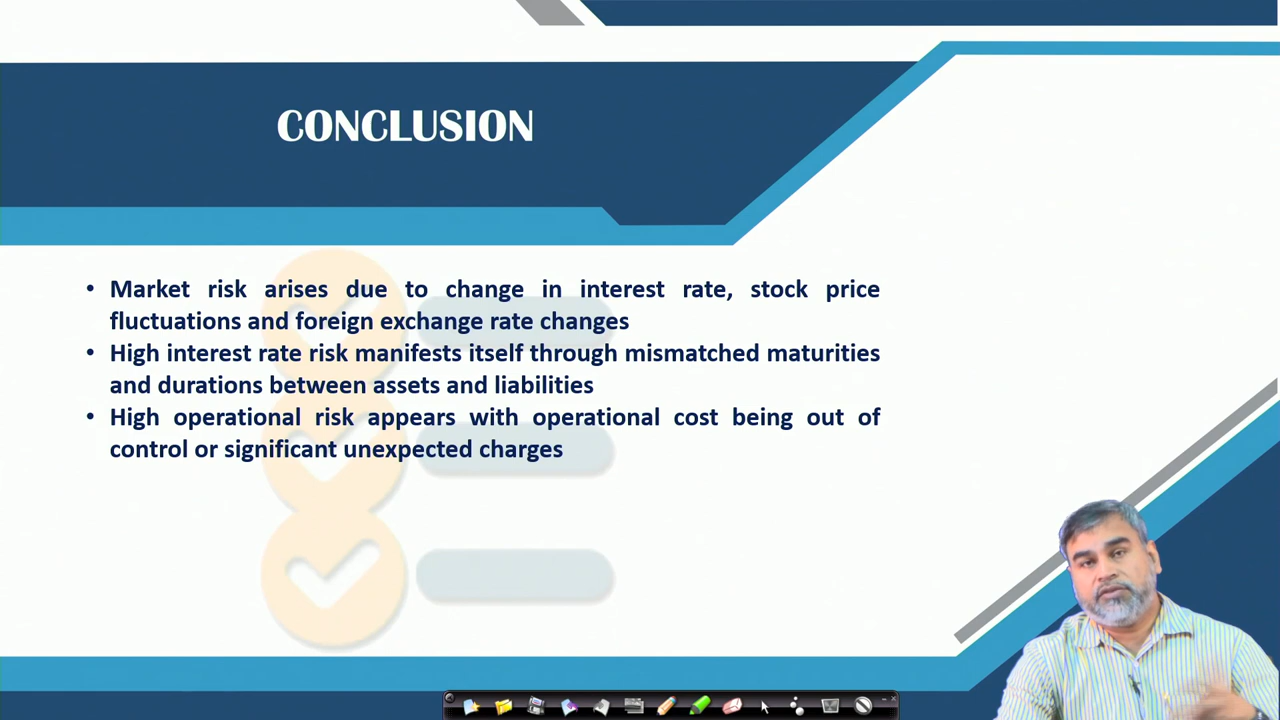 CONCLUSION
• Market risk arises due to change in interest rate, stock price
fluctuations and foreign exchange rate changes
• High interest rate risk manifests itself through mismatched maturities
and durations between assets and liabilities
• High operational risk appears with operational cost being out of
control or significant unexpected charges